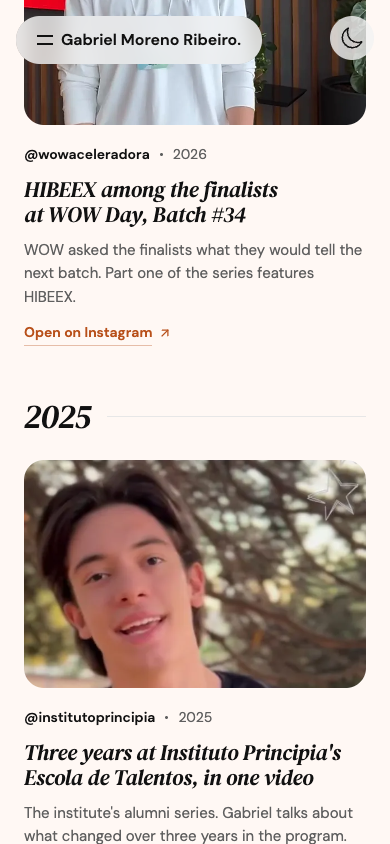 Gabriel Moreno Ribeiro.
@wowaceleradora • 2026
HIBEEX among the finalists
at WOW Day, Batch #34
WOW asked the finalists what they would tell the
next batch. Part one of the series features
HIBEEX.
Open on Instagram ↗
2025
@institutoprincipia • 2025
Three years at Instituto Principia's
Escola de Talentos, in one video
The institute's alumni series. Gabriel talks about
what changed over three years in the program.